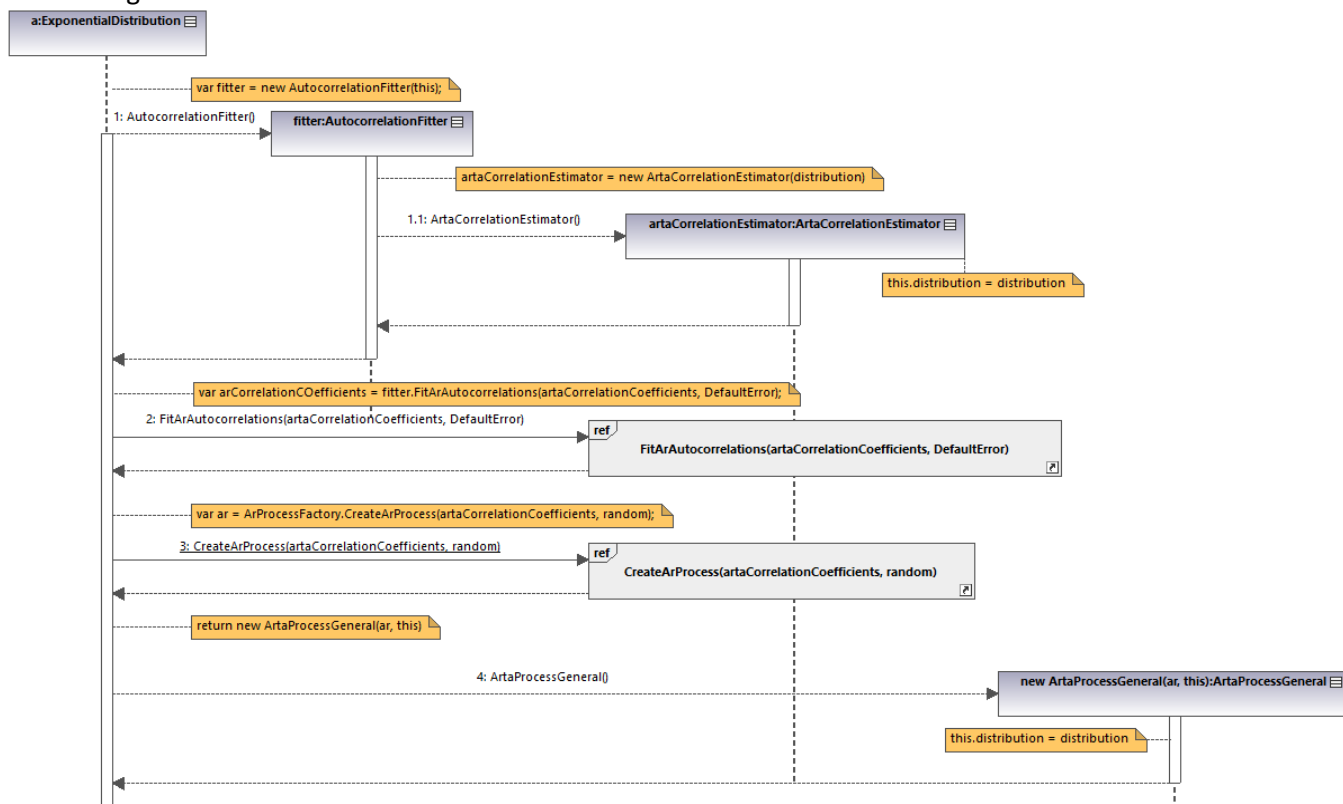 a:ExponentialDistribution
var fitter = new AutocorrelationFitter(this);
1: AutocorrelationFitter()
fitter:AutocorrelationFitter
artaCorrelationEstimator = new ArtaCorrelationEstimator(distribution)
1.1: ArtaCorrelationEstimator()
artaCorrelationEstimator:ArtaCorrelationEstimator
this.distribution = distribution
var arCorrelationCOefficients = fitter.FitArAutocorrelations(artaCorrelationCoefficients, DefaultError);
2: FitArAutocorrelations(artaCorrelationCoefficients, DefaultError)
ref
FitArAutocorrelations(artaCorrelationCoefficients, DefaultError)
var ar = ArProcessFactory.CreateArProcess(artaCorrelationCoefficients, random);
3: CreateArProcess(artaCorrelationCoefficients, random)
ref
CreateArProcess(artaCorrelationCoefficients, random)
return new ArtaProcessGeneral(ar, this)
4: ArtaProcessGeneral()
new ArtaProcessGeneral(ar, this):ArtaProcessGeneral
this.distribution = distribution